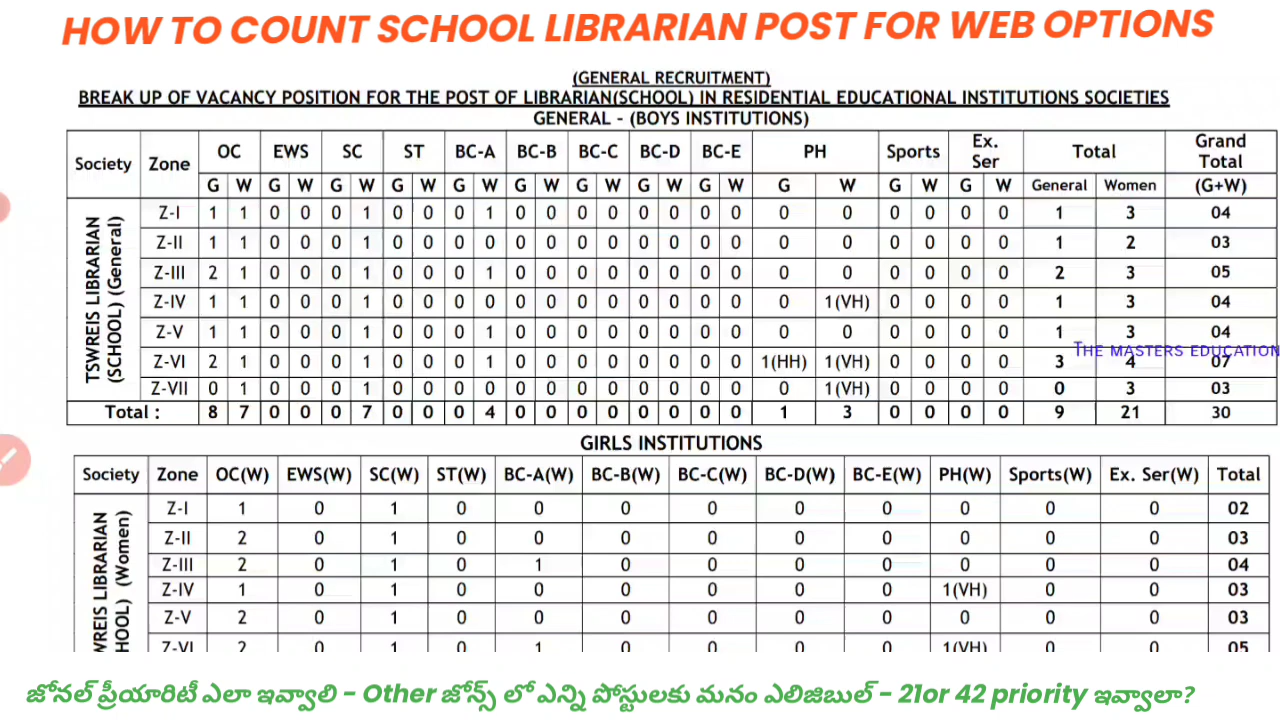 HOW TO COUNT SCHOOL LIBRARIAN POST FOR WEB OPTIONS
(GENERAL RECRUITMENT)
BREAK UP OF VACANCY POSITION FOR THE POST OF LIBRARIAN(SCHOOL) IN RESIDENTIAL EDUCATIONAL INSTITUTIONS SOCIETIES
GENERAL - (BOYS INSTITUTIONS)
Society Zone OC EWS SC ST BC-A BC-B BC-C BC-D BC-E PH Sports Ex. Ser Total Grand Total
G W G W G W G W G W G W G W G W G W G W G W G W General Women (G+W)
TSWREIS LIBRARIAN (SCHOOL) (General)
Z-I 1 1 0 0 0 1 0 0 0 1 0 0 0 0 0 0 0 0 0 0 0 0 0 0 1 3 04
Z-II 1 1 0 0 0 1 0 0 0 0 0 0 0 0 0 0 0 0 0 0 0 0 0 0 1 2 03
Z-III 2 1 0 0 0 1 0 0 0 1 0 0 0 0 0 0 0 0 0 0 0 0 0 0 2 3 05
Z-IV 1 1 0 0 0 1 0 0 0 0 0 0 0 0 0 0 0 0 0 1(VH) 0 0 0 0 1 3 04
Z-V 1 1 0 0 0 1 0 0 0 1 0 0 0 0 0 0 0 0 0 0 0 0 0 0 1 3 04
THE MASTERS EDUCATION
Z-VI 2 1 0 0 0 1 0 0 0 1 0 0 0 0 0 0 0 0 1(HH) 1(VH) 0 0 0 0 3 4 07
Z-VII 0 1 0 0 0 1 0 0 0 0 0 0 0 0 0 0 0 0 0 1(VH) 0 0 0 0 0 3 03
Total : 8 7 0 0 0 7 0 0 0 4 0 0 0 0 0 0 0 0 1 3 0 0 0 0 9 21 30
GIRLS INSTITUTIONS
Society Zone OC(W) EWS(W) SC(W) ST(W) BC-A(W) BC-B(W) BC-C(W) BC-D(W) BC-E(W) PH(W) Sports(W) Ex. Ser(W) Total
WREIS LIBRARIAN HOOL) (Women)
Z-I 1 0 1 0 0 0 0 0 0 0 0 0 02
Z-II 2 0 1 0 0 0 0 0 0 0 0 0 03
Z-III 2 0 1 0 1 0 0 0 0 0 0 0 04
Z-IV 1 0 1 0 0 0 0 0 0 1(VH) 0 0 03
Z-V 2 0 1 0 0 0 0 0 0 0 0 0 03
Z-VI 2 0 1 0 1 0 0 0 0 1(VH) 0 0 05
జోనల్ ప్రీయారిటీ ఎలా ఇవ్వాలి - Other జోన్స్ లో ఎన్ని పోస్టులకు మనం ఎలిజిబుల్ - 21or 42 priority ఇవ్వాలా?